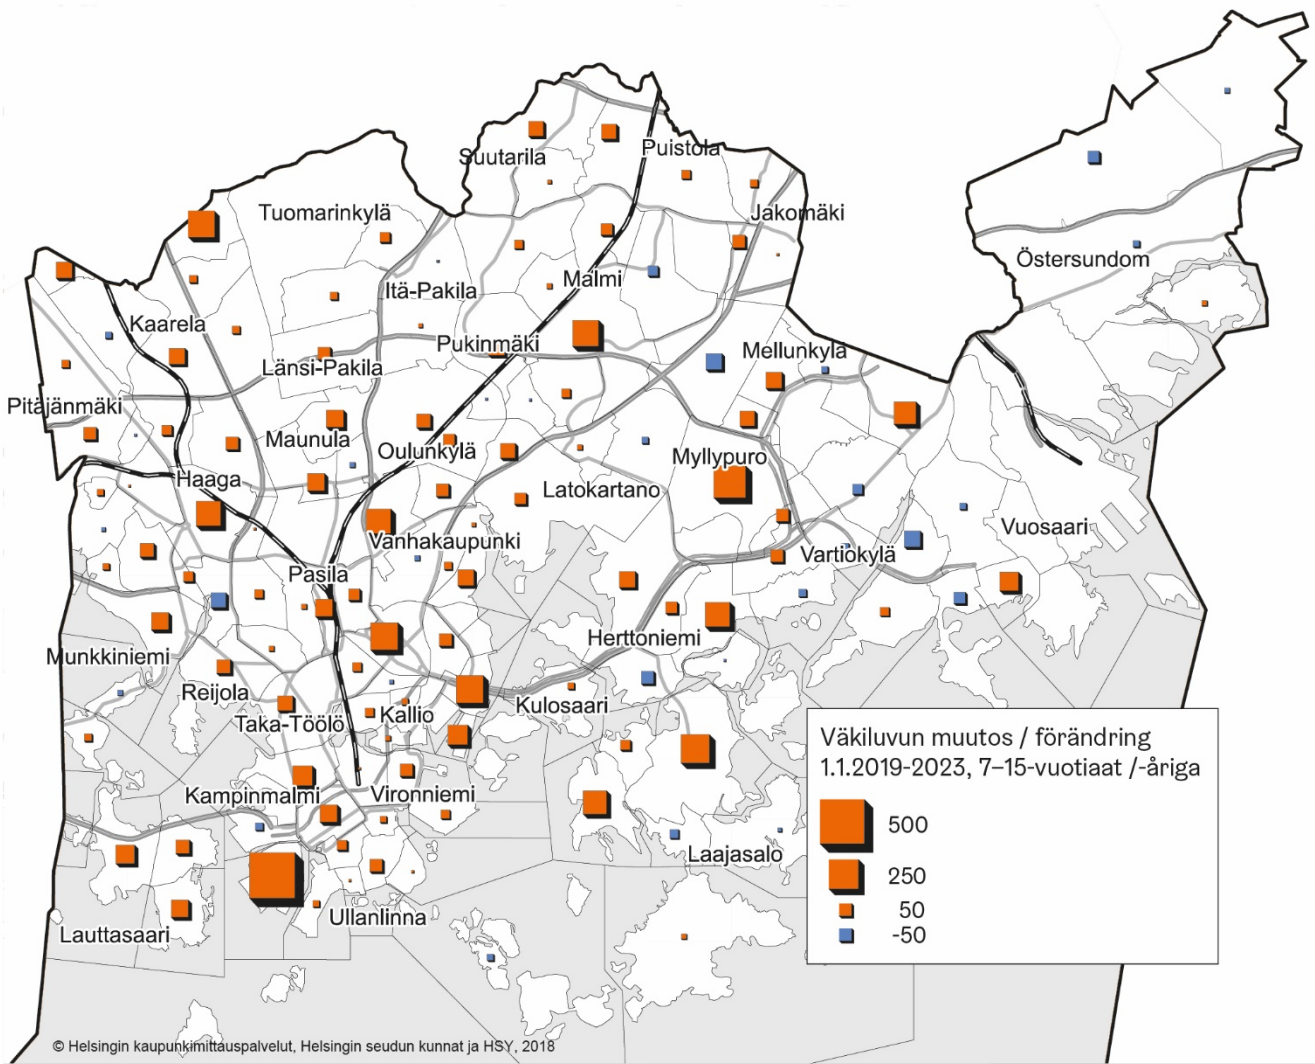 Suutarila
Puistola
Tuomarinkylä
Jakomäki
Östersundom
Malmi
Itä-Pakila
Kaarela
Pukinmäki
Mellunkylä
Länsi-Pakila
Pitäjänmäki
Maunula
Oulunkylä
Myllypuro
Haaga
Latokartano
Vuosaari
Vanhakaupunki
Vartiokylä
Pasila
Herttoniemi
Munkkiniemi
Reijola
Kulosaari
Taka-Töölö
Kallio
Väkiluvun muutos / förändring
1.1.2019-2023, 7–15-vuotiaat /-åriga
500
250
50
-50
Kampinmalmi
Vironniemi
Laajasalo
Ullanlinna
Lauttasaari
© Helsingin kaupunkimittauspalvelut, Helsingin seudun kunnat ja HSY, 2018